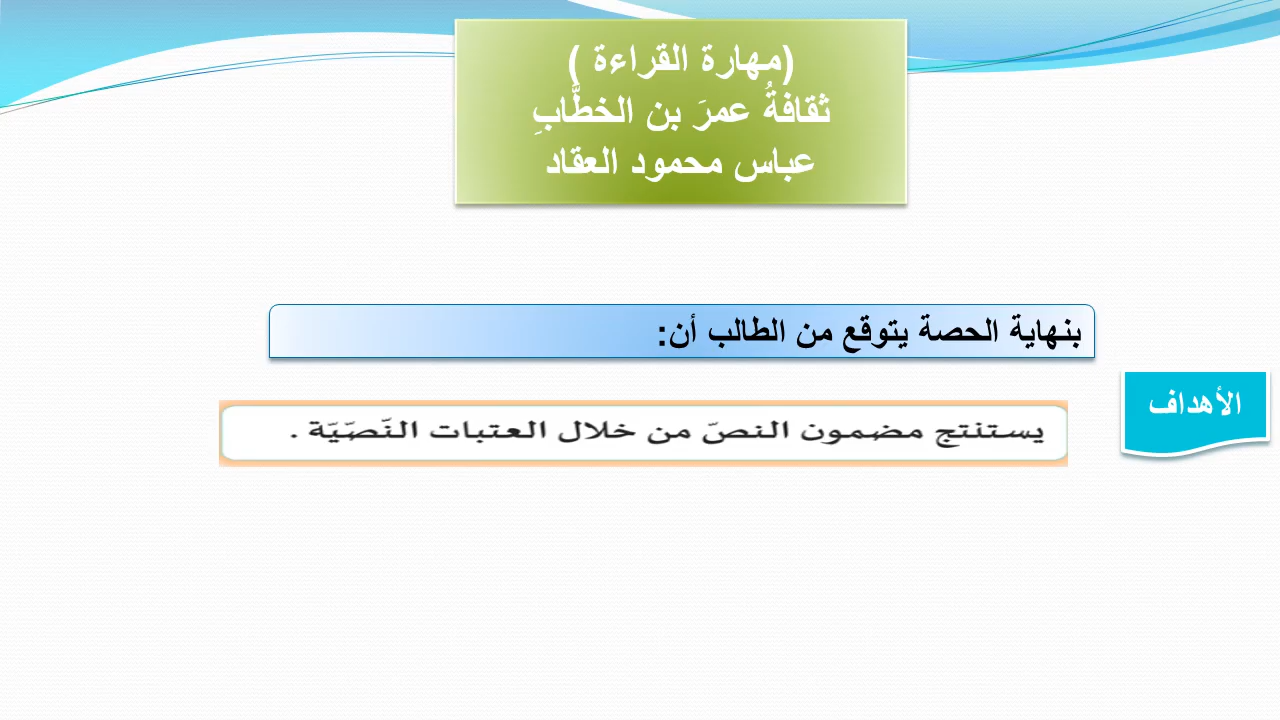 (مهارة القراءة )
ثقافةُ عمرَ بن الخطَّابِ
عباس محمود العقاد
بنهاية الحصة يتوقع من الطالب أن:
الأهداف
يستنتج مضمون النصّ من خلال العتبات النّصّيّة .